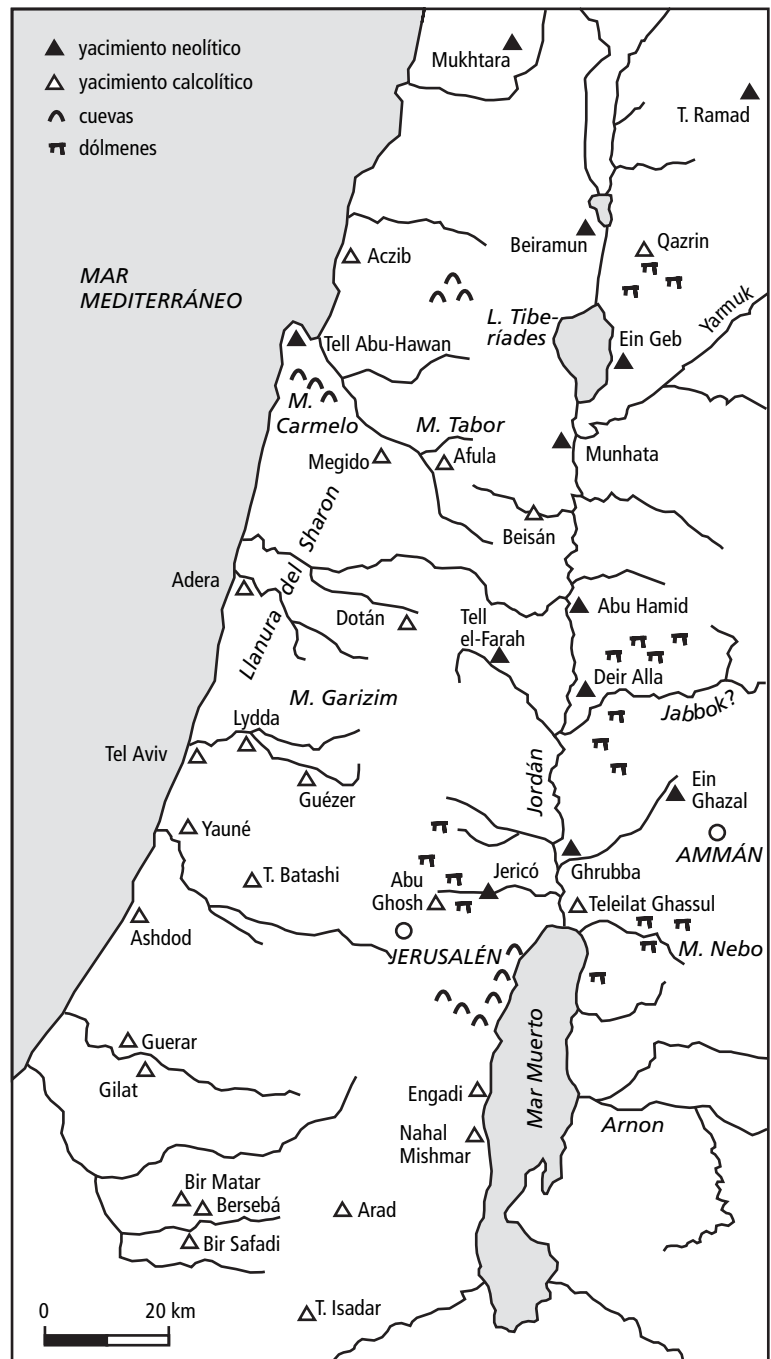 yacimiento neolítico
yacimiento calcolítico
cuevas
dólmenes
Mukhtara
T. Ramad
Beiramun
Qazrin
Aczib
MAR
MEDITERRÁNEO
L. Tibe-
ríades
Yarmuk
Tell Abu-Hawan
Ein Geb
M.
Carmelo
M. Tabor
Megido
Afula
Munhata
Beisán
Llanura del Sharon
Adera
Dotán
Tell
el-Farah
Abu Hamid
Deir Alla
M. Garizim
Jabbok?
Lydda
Tel Aviv
Guézer
Jordán
Ein
Ghazal
Yauné
AMMÁN
T. Batashi
Abu
Ghosh
Jericó
Ghrubba
Teleilat Ghassul
Ashdod
JERUSALÉN
M. Nebo
Guerar
Gilat
Mar Muerto
Engadi
Arnon
Nahal
Mishmar
Bir Matar
Bersebá
Arad
Bir Safadi
T. Isadar
0 20 km